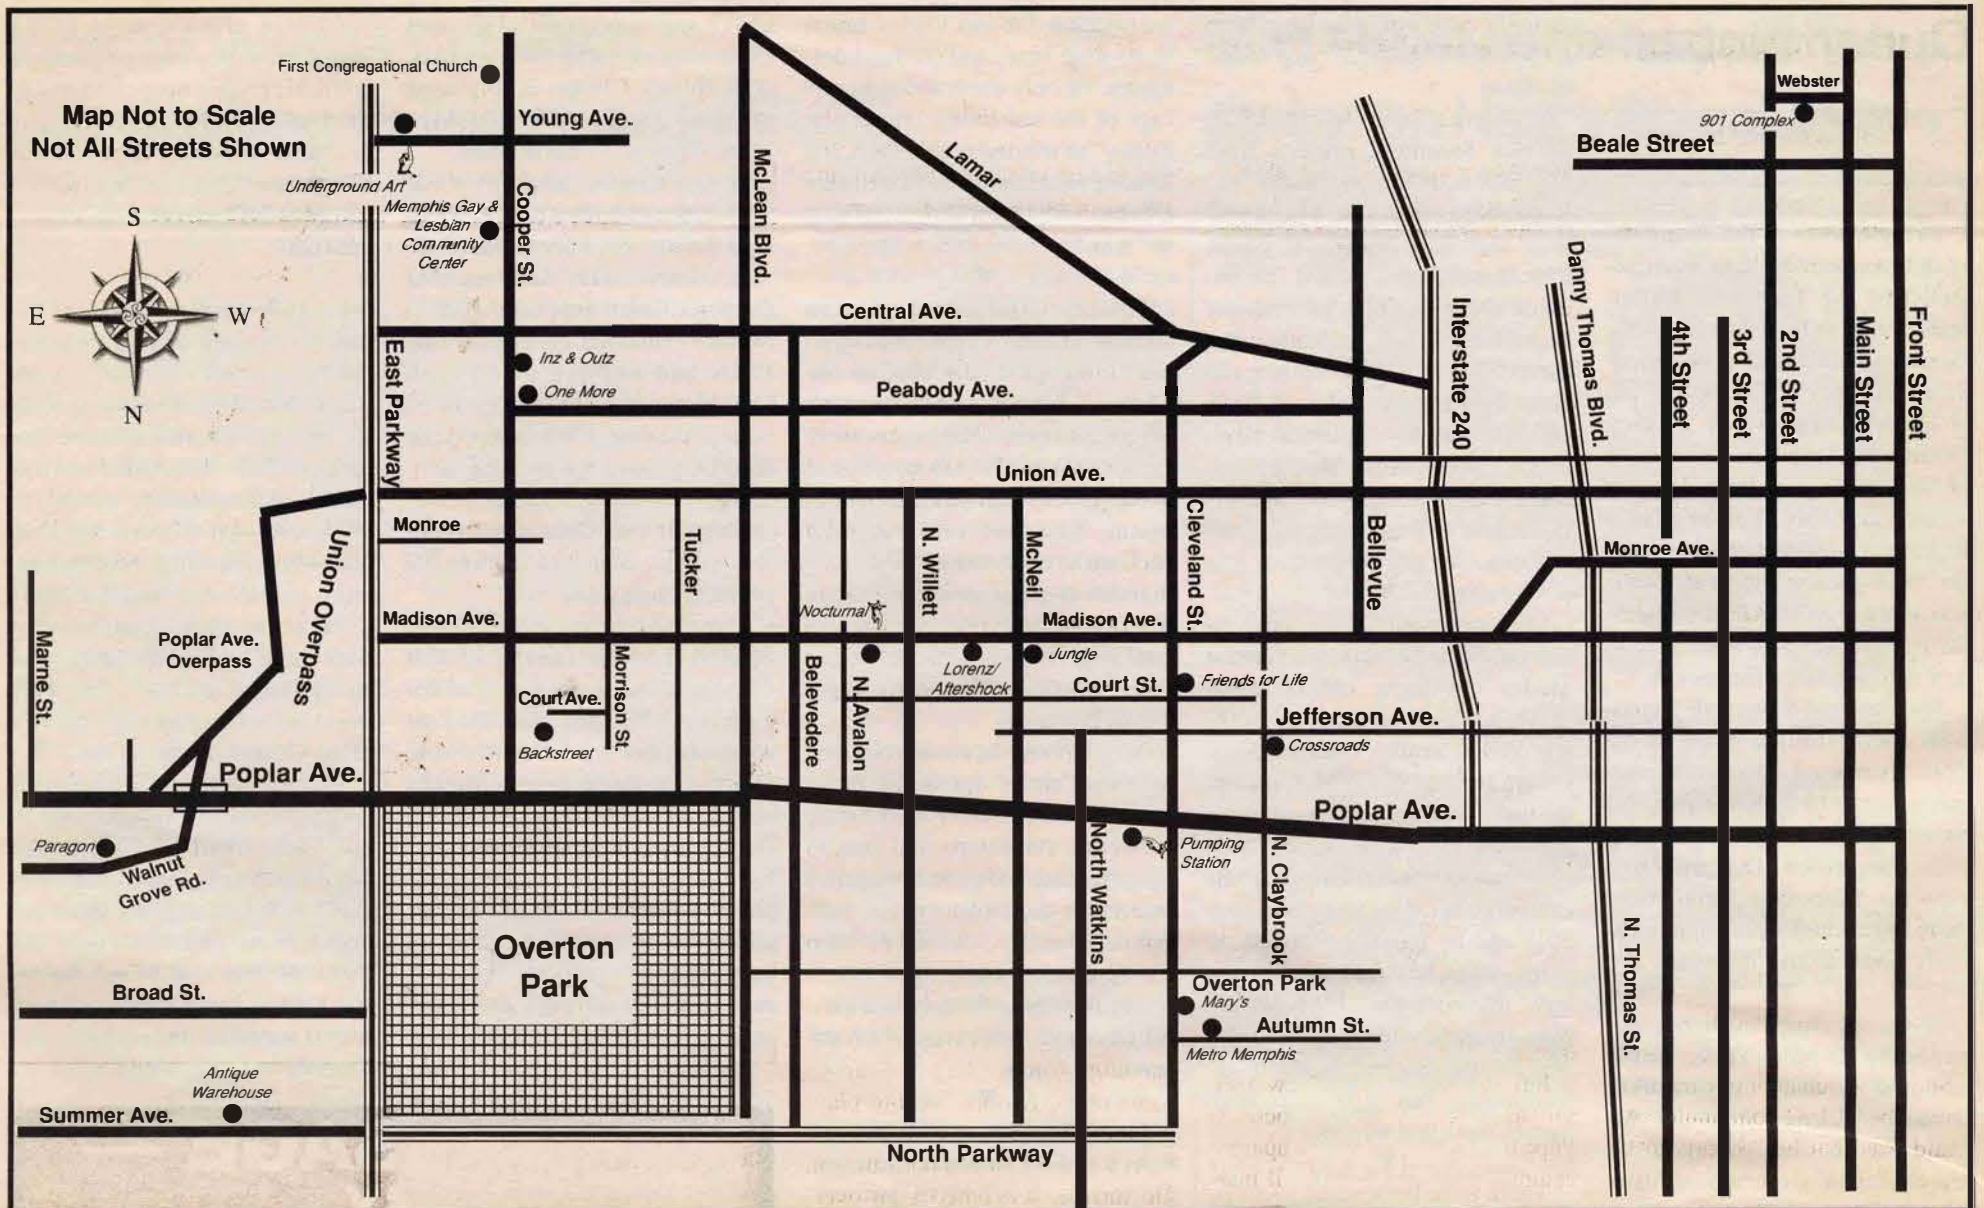 Map Not to Scale
Not All Streets Shown
First Congregational Church
Young Ave.
Underground Art
Memphis Gay &
Lesbian
Community
Center
Cooper St.
McLean Blvd.
Lamar
Webster
901 Complex
Beale Street
S
E
W
N
Central Ave.
East Parkway
Inz & Outz
One More
Peabody Ave.
Union Ave.
Interstate 240
Danny Thomas Blvd.
4th Street
3rd Street
2nd Street
Main Street
Front Street
Monroe
Tucker
N. Willett
McNeil
Cleveland St.
Bellevue
Monroe Ave.
Union Overpass
Poplar Ave.
Overpass
Marne St.
Madison Ave.
Nocturnal
Madison Ave.
Morrison St.
Court Ave.
Backstreet
Belevedere
N. Avalon
Lorenz/
Aftershock
Jungle
Court St.
Friends for Life
Jefferson Ave.
Crossroads
Poplar Ave.
Poplar Ave.
Paragon
Walnut
Grove Rd.
Pumping
Station
North Watkins
N. Claybrook
Overton
Park
N. Thomas St.
Broad St.
Overton Park
Mary's
Autumn St.
Metro Memphis
Antique
Warehouse
Summer Ave.
North Parkway